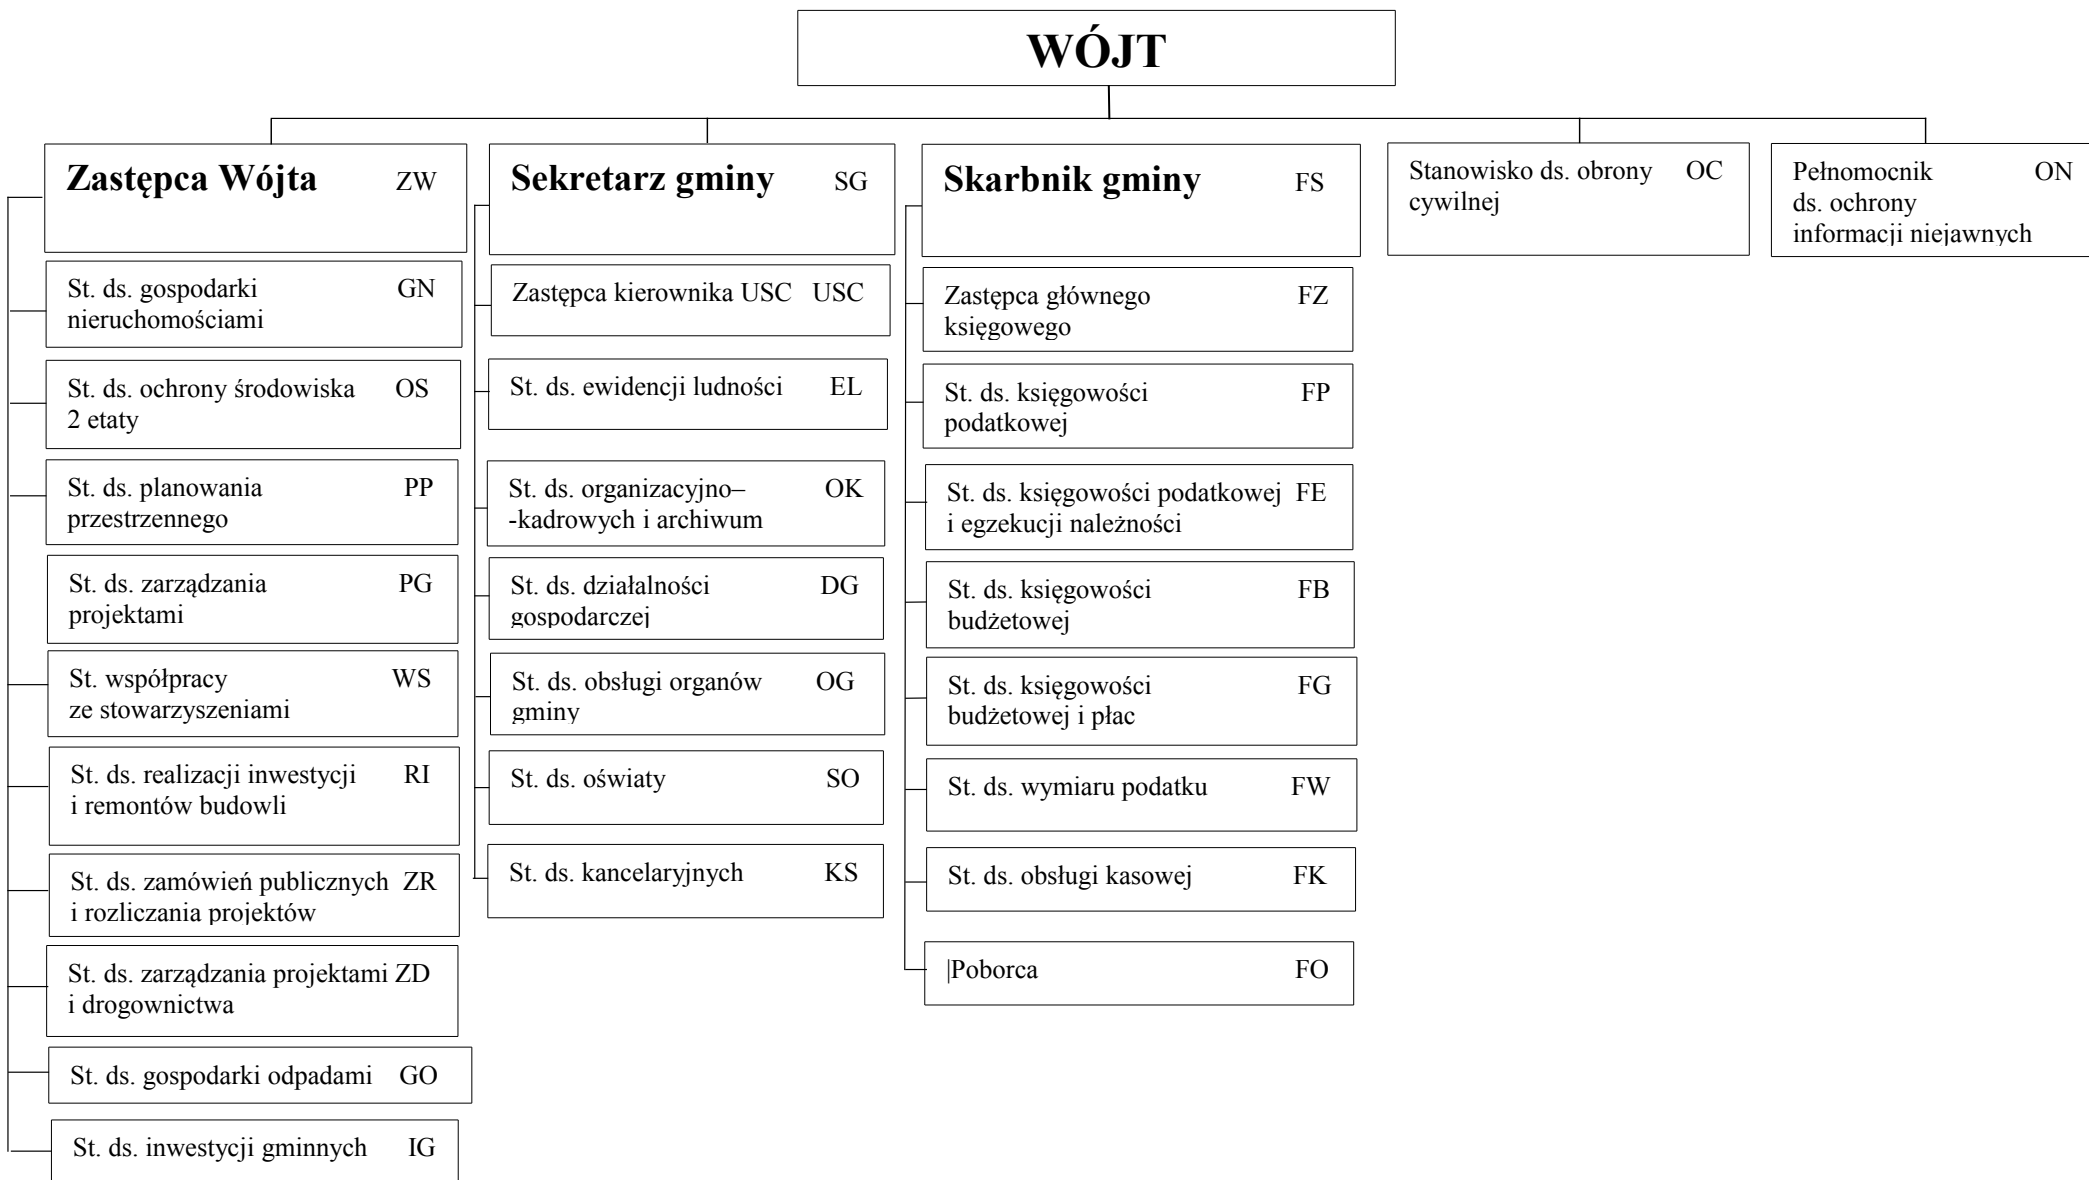 WÓJT
Zastępca Wójta ZW
St. ds. gospodarki GN
nieruchomościami
St. ds. ochrony środowiska OS
2 etaty
St. ds. planowania PP
przestrzennego
St. ds. zarządzania PG
projektami
St. współpracy WS
ze stowarzyszeniami
St. ds. realizacji inwestycji RI
i remontów budowli
St. ds. zamówień publicznych ZR
i rozliczania projektów
St. ds. zarządzania projektami ZD
i drogownictwa
St. ds. gospodarki odpadami GO
St. ds. inwestycji gminnych IG
Sekretarz gminy SG
Zastępca kierownika USC USC
St. ds. ewidencji ludności EL
St. ds. organizacyjno– OK
-kadrowych i archiwum
St. ds. działalności DG
gospodarczej
St. ds. obsługi organów OG
gminy
St. ds. oświaty SO
St. ds. kancelaryjnych KS
Skarbnik gminy FS
Zastępca głównego FZ
księgowego
St. ds. księgowości FP
podatkowej
St. ds. księgowości podatkowej FE
i egzekucji należności
St. ds. księgowości FB
budżetowej
St. ds. księgowości FG
budżetowej i płac
St. ds. wymiaru podatku FW
St. ds. obsługi kasowej FK
|Poborca FO
Stanowisko ds. obrony OC
cywilnej
Pełnomocnik ON
ds. ochrony
informacji niejawnych